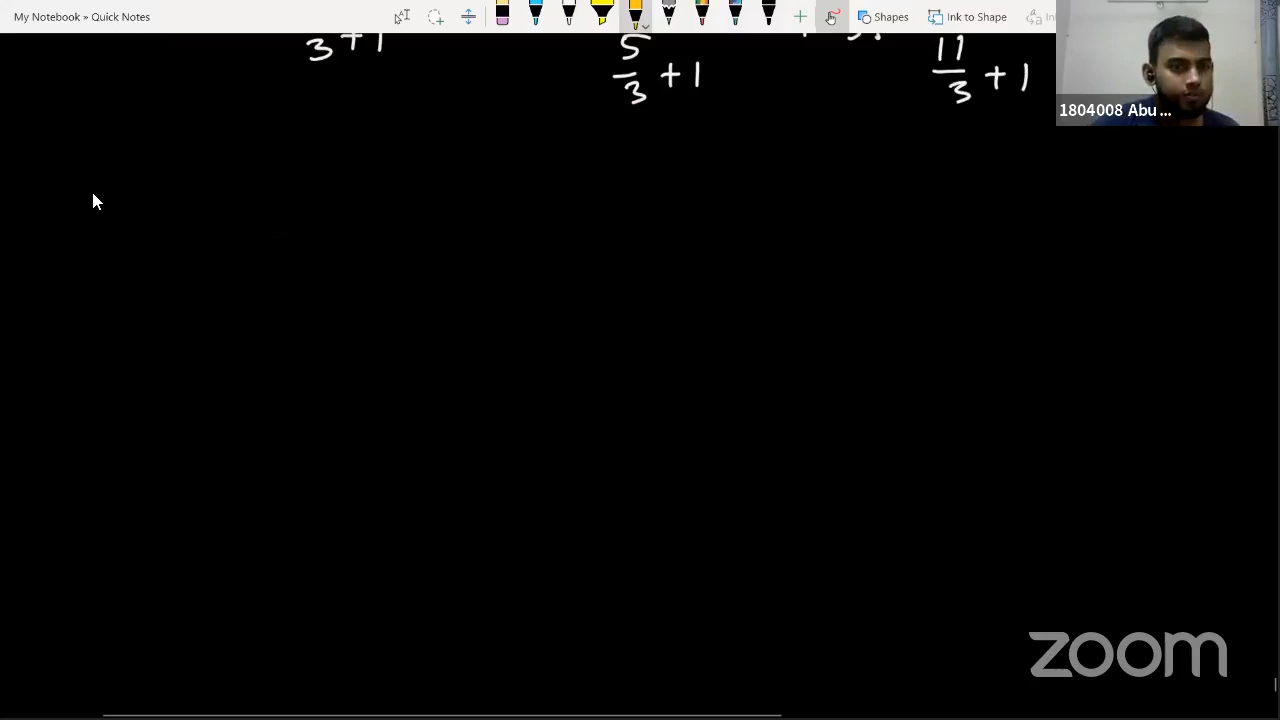 My Notebook » Quick Notes
Shapes
Ink to Shape
In
3 + 1
5/3 + 1
11/3 + 1
1804008 Abu ...
zoom